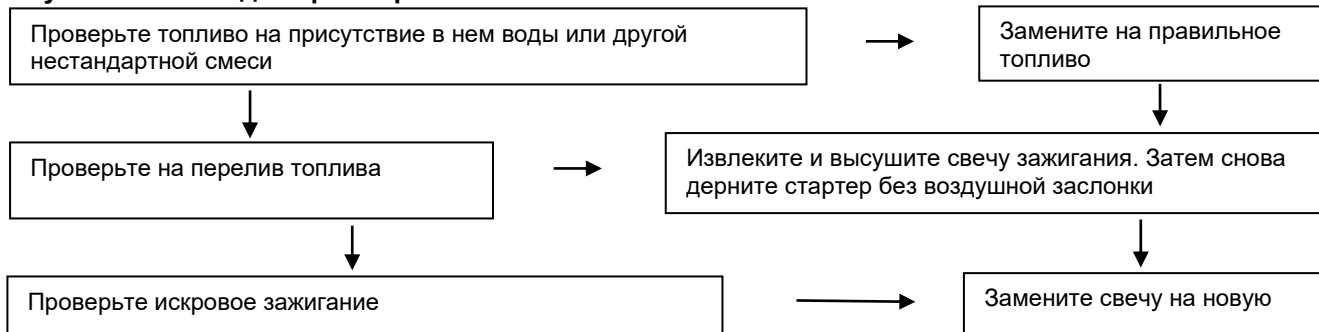 Проверьте топливо на присутствие в нем воды или другой
нестандартной смеси
Замените на правильное
топливо
Проверьте на перелив топлива
Извлеките и высушите свечу зажигания. Затем снова
дерните стартер без воздушной заслонки
Проверьте искровое зажигание
Замените свечу на новую